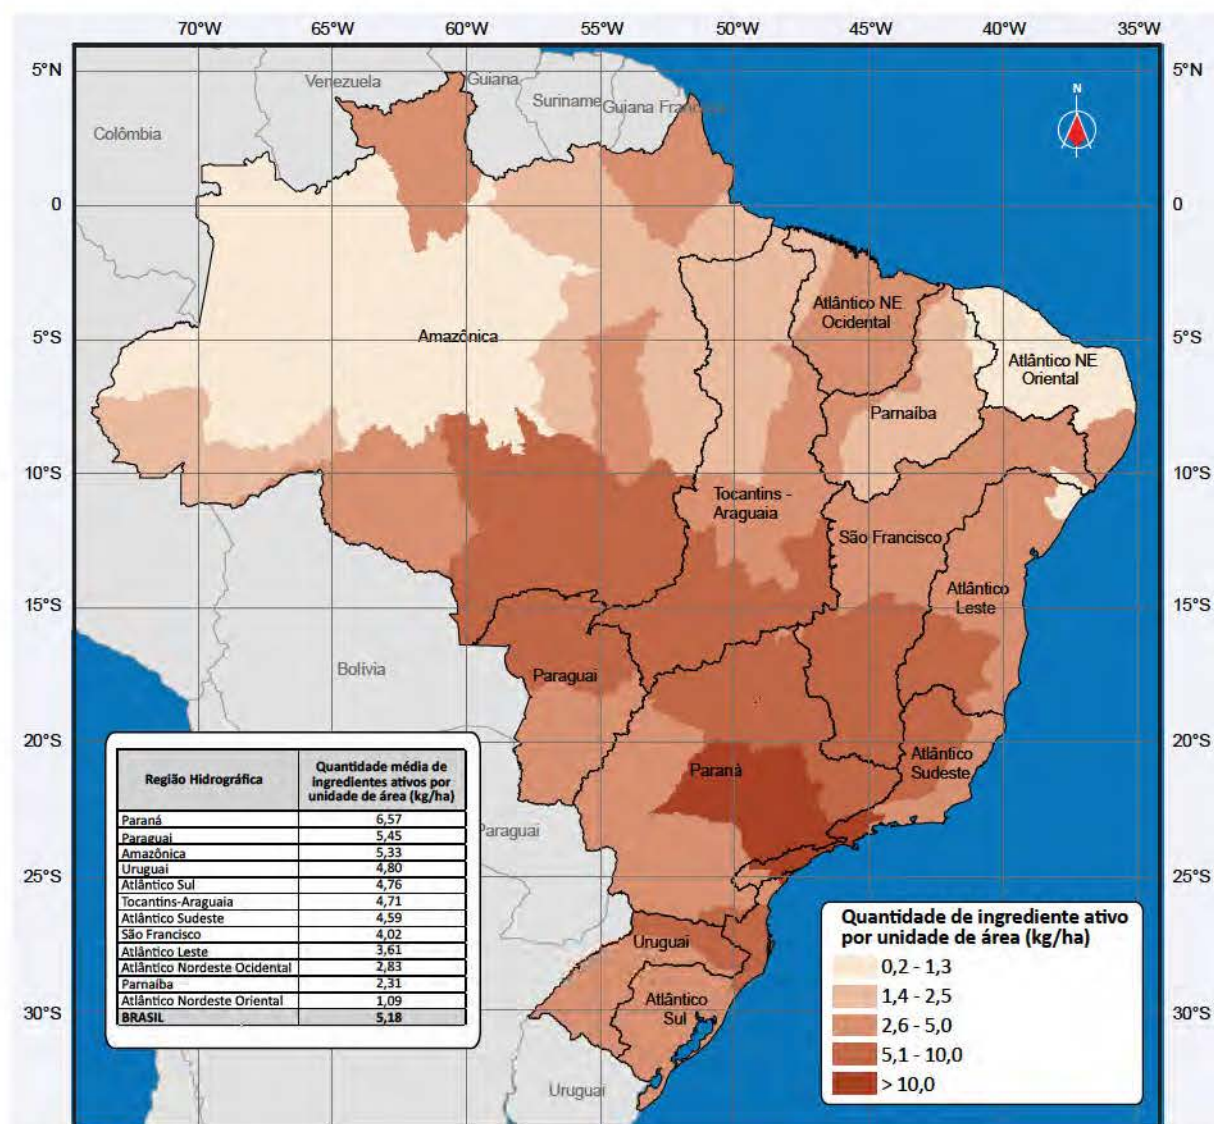 70°W 65°W 60°W 55°W 50°W 45°W 40°W 35°W
5°N
5°N
Venezuela
Guiana
Suriname
Guiana Francesa
Colômbia
N
0
0
Atlântico NE
Ocidental
5°S
Amazônica
5°S
Atlântico NE
Oriental
Parnaíba
10°S
10°S
Tocantins -
Araguaia
São Francisco
Atlântico
Leste
15°S
15°S
Bolívia
Paraguai
20°S
20°S
Atlântico
Sudeste
Paraná
Paraguai
25°S
25°S
Uruguai
Atlântico
Sul
30°S
30°S
Uruguai
Região Hidrográfica
Quantidade média de
ingredientes ativos por
unidade de área (kg/ha)
Paraná 6,57
Paraguai 5,45
Amazônica 5,33
Uruguai 4,80
Atlântico Sul 4,76
Tocantins-Araguaia 4,71
Atlântico Sudeste 4,59
São Francisco 4,02
Atlântico Leste 3,61
Atlântico Nordeste Ocidental 2,83
Parnaíba 2,31
Atlântico Nordeste Oriental 1,09
BRASIL 5,18
Quantidade de ingrediente ativo
por unidade de área (kg/ha)
0,2 - 1,3
1,4 - 2,5
2,6 - 5,0
5,1 - 10,0
> 10,0